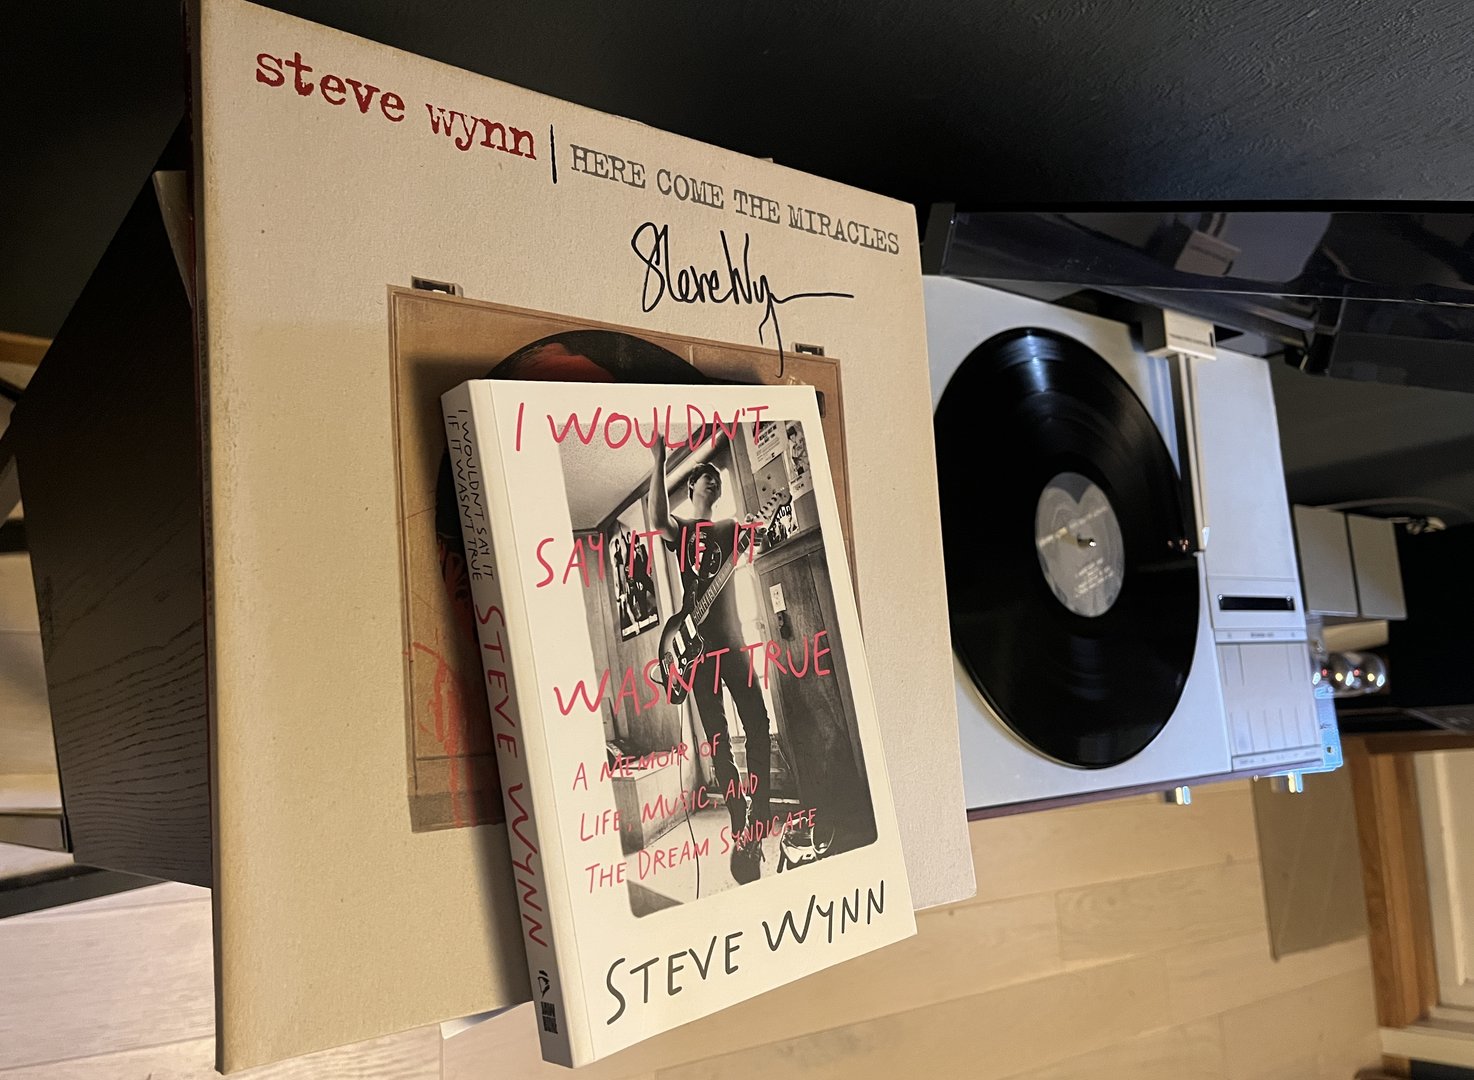 steve wynn | HERE COME THE MIRACLES
Steve Wynn
I WOULDN'T
SAY IT IF IT
WASN'T TRUE
A MEMOIR OF
LIFE, MUSIC, AND
THE DREAM SYNDICATE
STEVE WYNN
I WOULDN'T SAY IT
IF IT WASN'T TRUE
STEVE WYNN